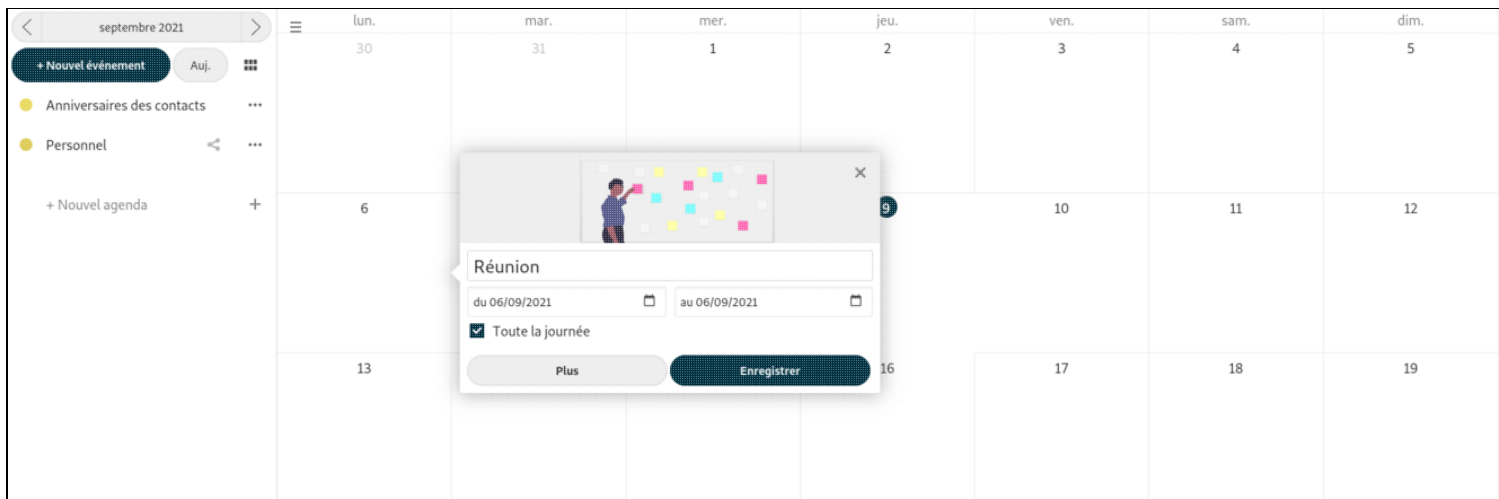 septembre 2021
+ Nouvel événement
Auj.
Anniversaires des contacts
Personnel
+ Nouvel agenda
lun. mar. mer. jeu. ven. sam. dim.
30 31 1 2 3 4 5
6 9 10 11 12
Réunion
du 06/09/2021 au 06/09/2021
Toute la journée
Plus Enregistrer
13 16 17 18 19